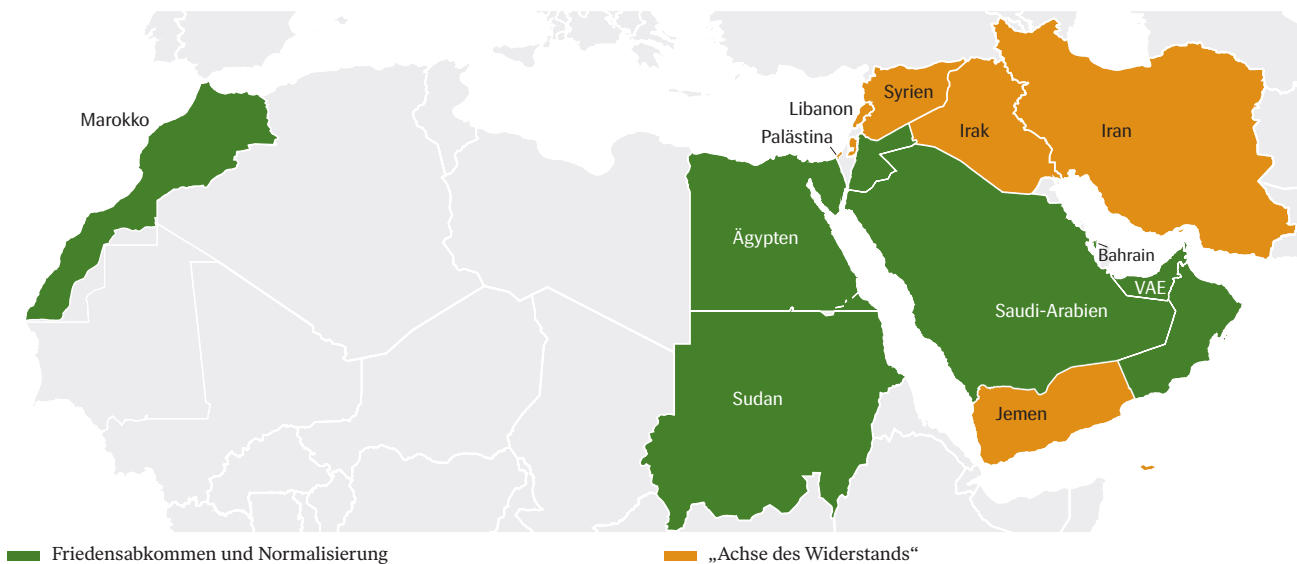 Marokko
Libanon
Palästina
Syrien
Irak
Iran
Ägypten
Bahrain
VAE
Saudi-Arabien
Sudan
Jemen
Friedensabkommen und Normalisierung
„Achse des Widerstands“